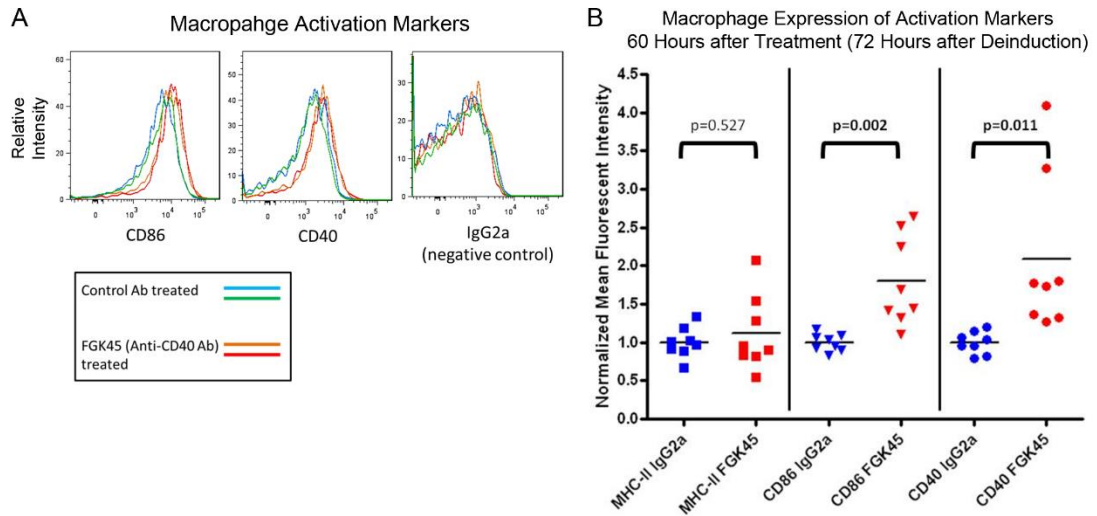 A
Macropahge Activation Markers
Relative
Intensity
60
40
20
0
0
10³
10⁴
10⁵
CD86
60
40
20
0
0
10³
10⁴
10⁵
CD40
30
20
10
0
0
10³
10⁴
10⁵
IgG2a
(negative control)
Control Ab treated
FGK45 (Anti-CD40 Ab)
treated
B
Macrophage Expression of Activation Markers
60 Hours after Treatment (72 Hours after Deinduction)
Normalized Mean Fluorescent Intensity
4.5
4.0
3.5
3.0
2.5
2.0
1.5
1.0
0.5
0.0
p=0.527
p=0.002
p=0.011
MHC-II IgG2a
MHC-II FGK45
CD86 IgG2a
CD86 FGK45
CD40 IgG2a
CD40 FGK45